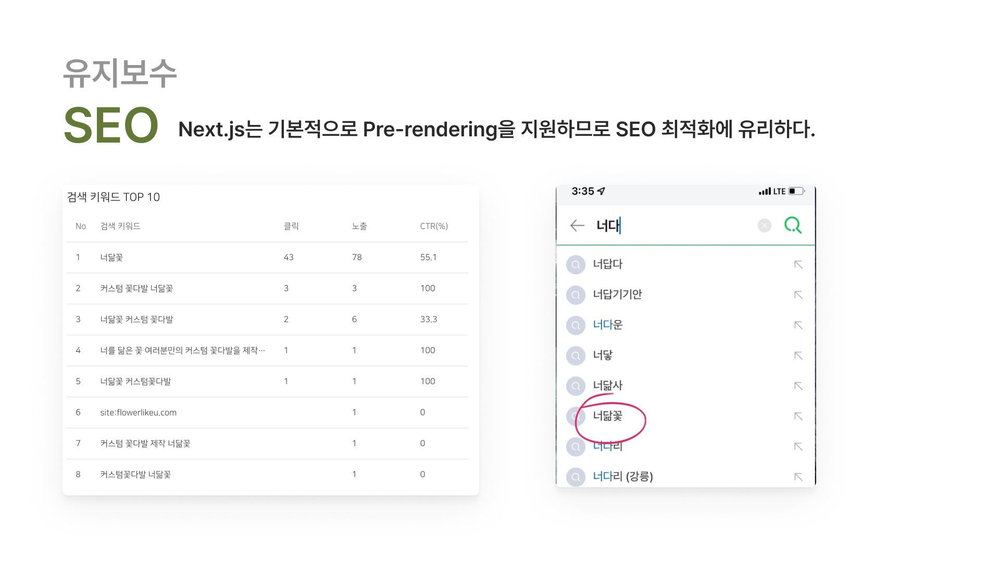 유지보수
SEO Next.js는 기본적으로 Pre-rendering을 지원하므로 SEO 최적화에 유리하다.
검색 키워드 TOP 10
No 검색 키워드 클릭 노출 CTR(%)
1 너닮꽃 43 78 55.1
2 커스텀 꽃다발 너닮꽃 3 3 100
3 너닮꽃 커스텀 꽃다발 2 6 33.3
4 너를 닮은 꽃 여러분만의 커스텀 꽃다발을 제작… 1 1 100
5 너닮꽃 커스텀꽃다발 1 1 100
6 site:flowerlikeu.com 1 0
7 커스텀 꽃다발 제작 너닮꽃 1 0
8 커스텀꽃다발 너닮꽃 1 0
3:35 LTE
너다
너답다
너답기기안
너다운
너닿
너닮사
너닮꽃
너다리
너다리 (강릉)